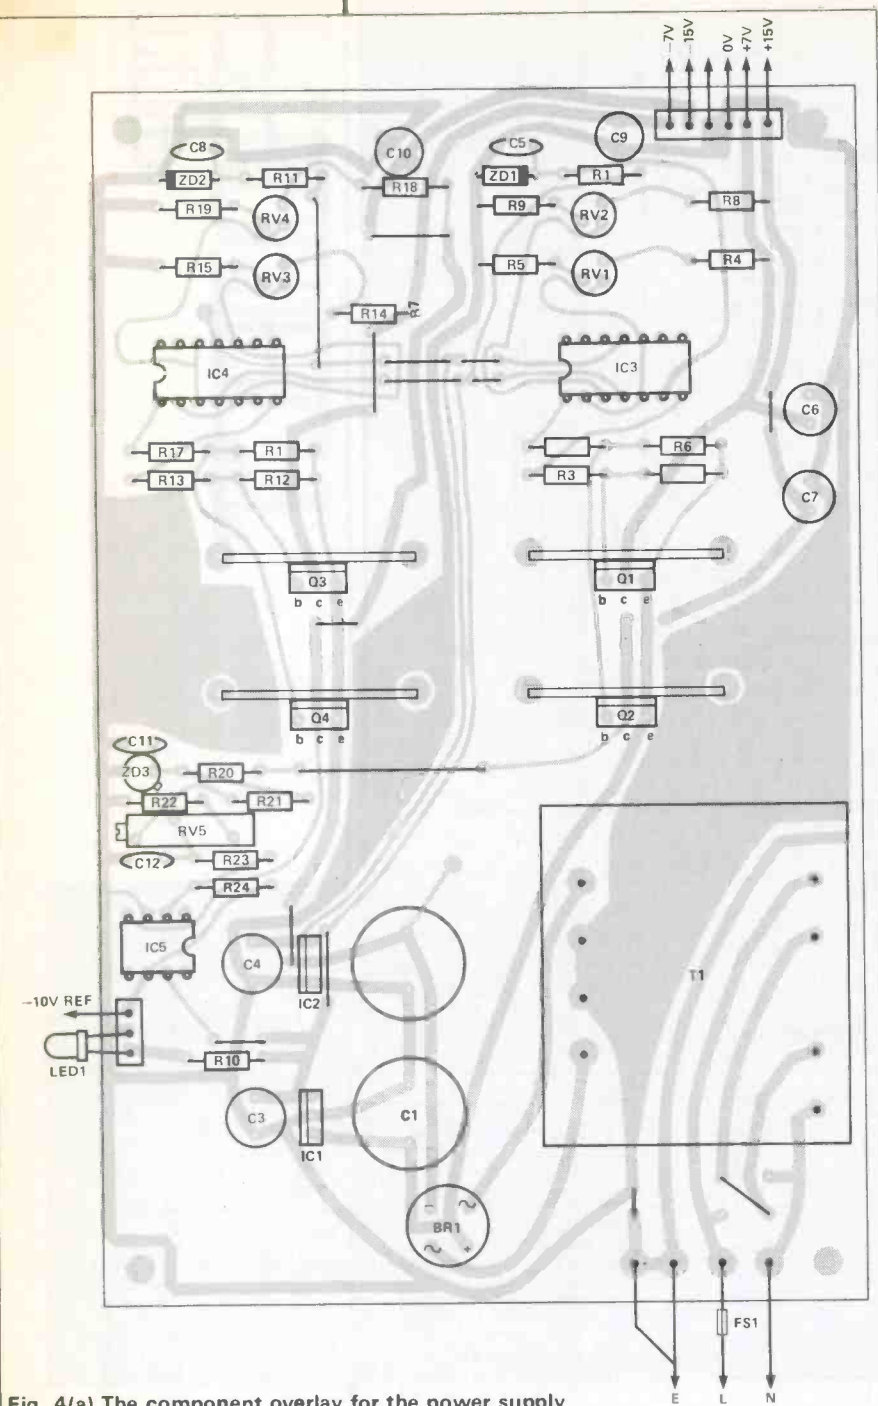 −7V
−15V
0V
+7V
+15V
C8
C10
C5
C9
ZD2
R11
R18
ZD1
R1
R19
RV4
R9
RV2
R8
R15
RV3
R5
RV1
R4
R14
R7
IC4
IC3
C6
R17
R1
R6
R13
R12
R3
C7
Q3
b c e
Q1
b c e
Q4
b c e
Q2
b c e
C11
ZD3
R20
R22
R21
RV5
C12
R23
R24
IC5
C4
IC2
T1
−10V REF
LED1
R10
C3
IC1
C1
BR1
− +
FS1
E L N
Fig. 4(a) The component overlay for the power supply